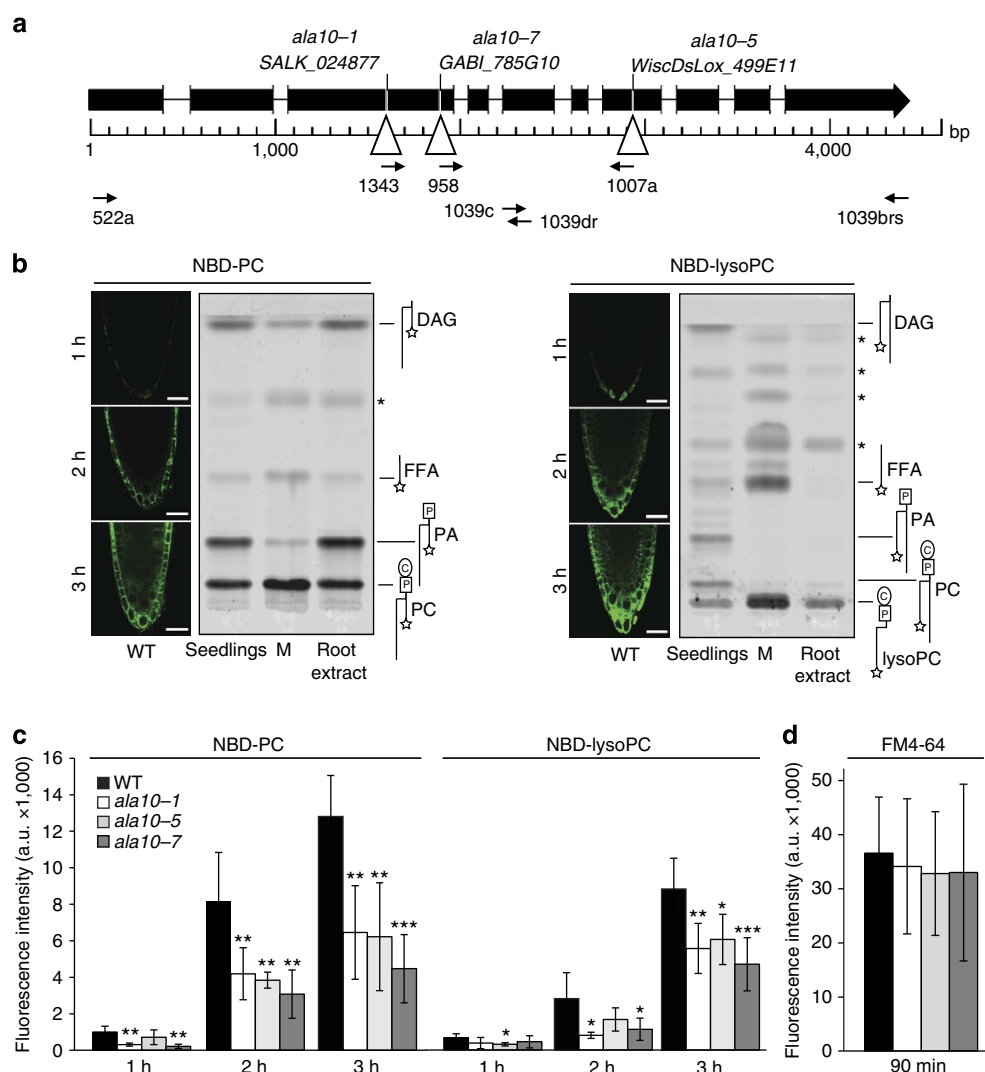 a
ala10–1
SALK_024877
ala10–7
GABI_785G10
ala10–5
WiscDsLox_499E11
bp
1
1,000
4,000
1343
958
1007a
522a
1039c
1039dr
1039brs
b
NBD-PC
NBD-lysoPC
1 h
2 h
3 h
WT
Seedlings
M
Root
extract
DAG
*
FFA
P
PA
C
P
PC
1 h
2 h
3 h
WT
Seedlings
M
Root
extract
DAG
*
*
*
*
FFA
P
PA
C
P
PC
C
P
lysoPC
c
NBD-PC
NBD-lysoPC
Fluorescence intensity (a.u. ×1,000)
16
14
12
10
8
6
4
2
0
WT
ala10–1
ala10–5
ala10–7
**
**
**
**
**
**
**
***
*
*
*
**
*
***
1 h
2 h
3 h
1 h
2 h
3 h
d
FM4-64
Fluorescence intensity (a.u. ×1,000)
50
40
30
20
10
0
90 min